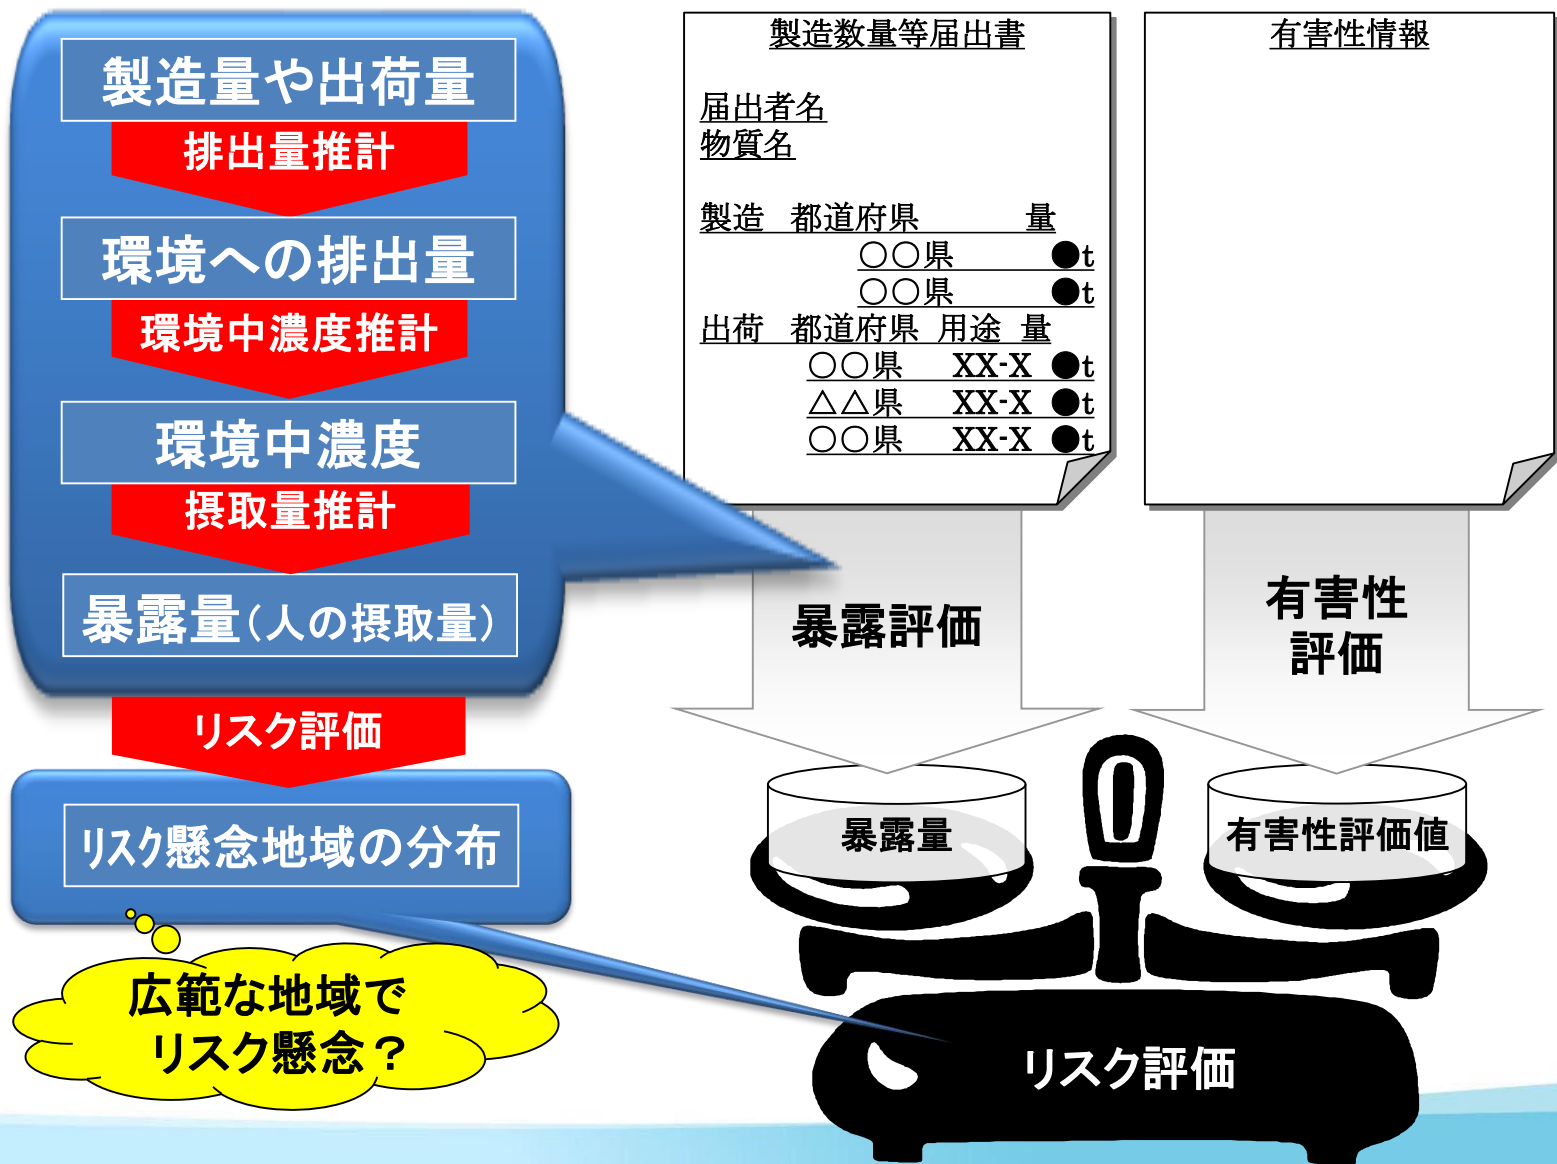 製造量や出荷量
排出量推計
環境への排出量
環境中濃度推計
環境中濃度
摂取量推計
暴露量(人の摂取量)
リスク評価
リスク懸念地域の分布
広範な地域で
リスク懸念？
製造数量等届出書
届出者名
物質名
製造 都道府県 量
○○県 ●t
○○県 ●t
出荷 都道府県 用途 量
○○県 XX-X ●t
△△県 XX-X ●t
○○県 XX-X ●t
有害性情報
暴露評価
有害性
評価
暴露量
有害性評価値
リスク評価